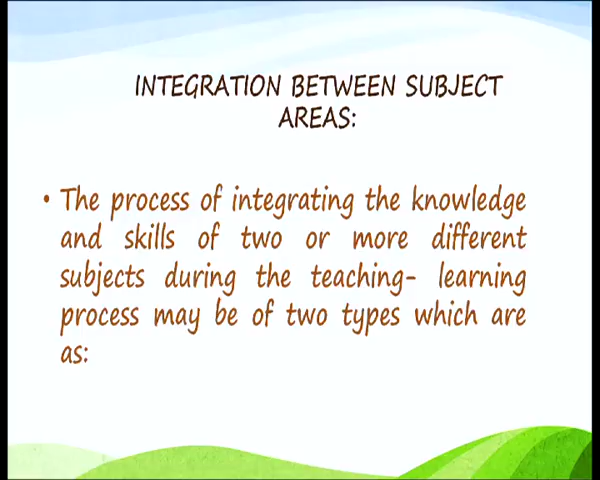 INTEGRATION BETWEEN SUBJECT
AREAS:
• The process of integrating the knowledge
and skills of two or more different
subjects during the teaching- learning
process may be of two types which are
as: